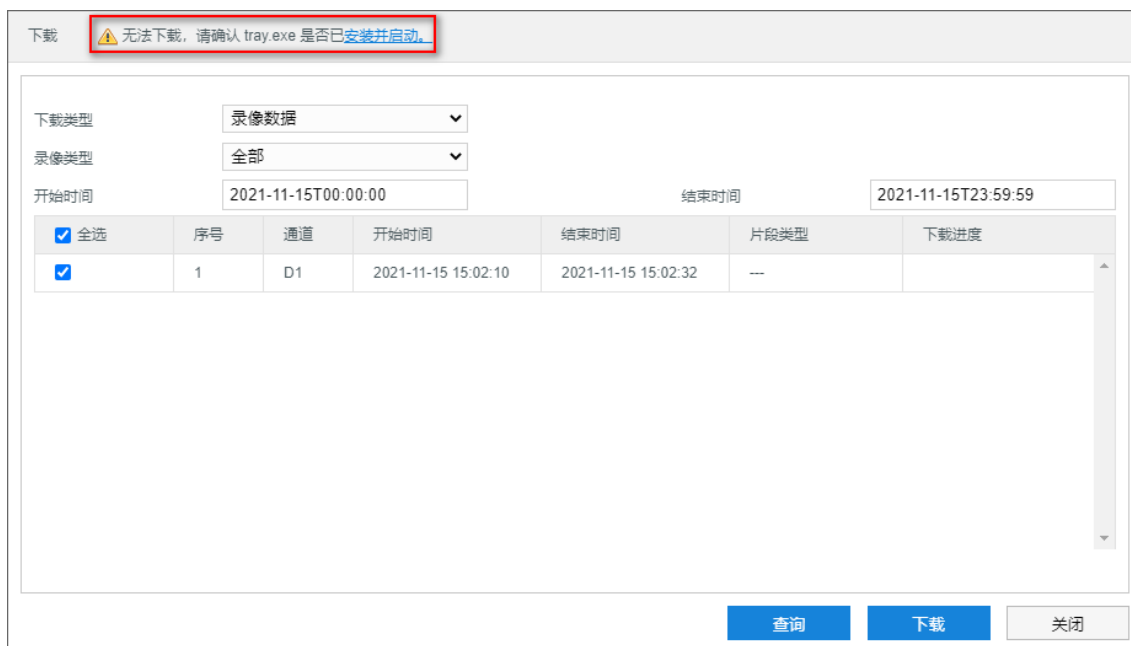 下载 无法下载，请确认 tray.exe 是否已安装并启动。
下载类型 录像数据
录像类型 全部
开始时间 2021-11-15T00:00:00 结束时间 2021-11-15T23:59:59
全选 序号 通道 开始时间 结束时间 片段类型 下载进度
1 D1 2021-11-15 15:02:10 2021-11-15 15:02:32 ---
查询 下载 关闭